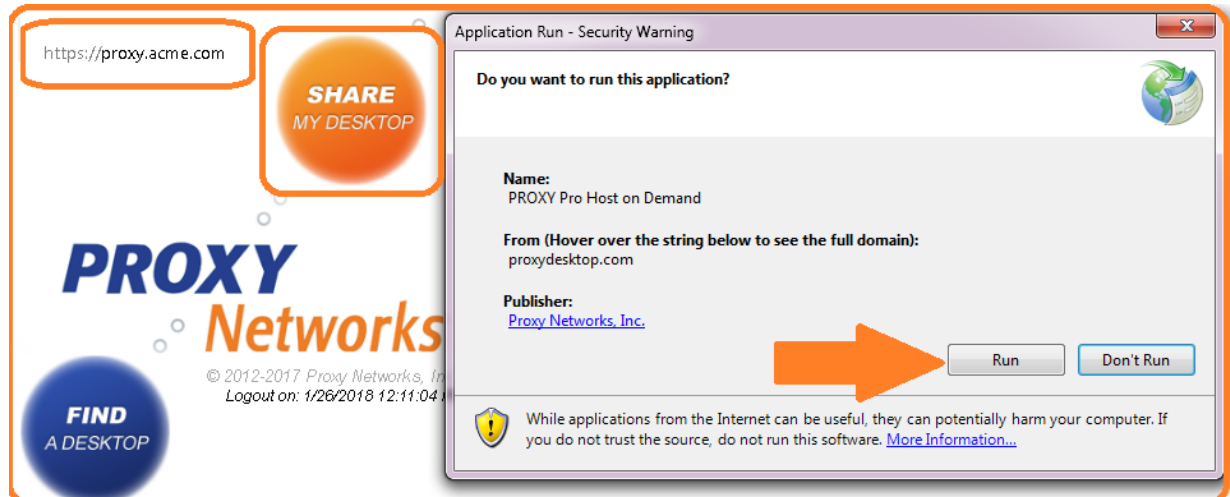 https://proxy.acme.com
SHARE
MY DESKTOP
PROXY
Networks
© 2012-2017 Proxy Networks,
Logout on: 1/26/2018 12:11:04
FIND
A DESKTOP
Application Run - Security Warning
Do you want to run this application?
Name:
PROXY Pro Host on Demand
From (Hover over the string below to see the full domain):
proxydesktop.com
Publisher:
Proxy Networks, Inc.
Run
Don't Run
While applications from the Internet can be useful, they can potentially harm your computer. If
you do not trust the source, do not run this software. More Information...